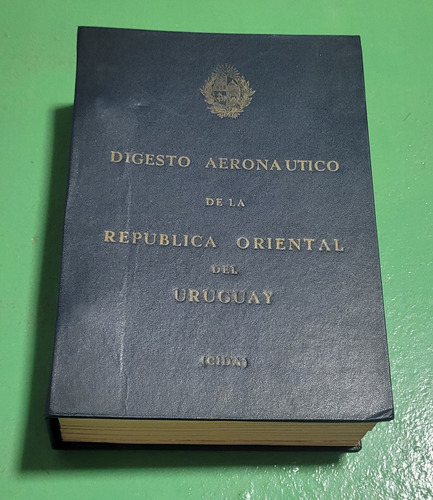 DIGESTO AERONAUTICO
DE LA
REPUBLICA ORIENTAL
DEL
URUGUAY
(CIDA)